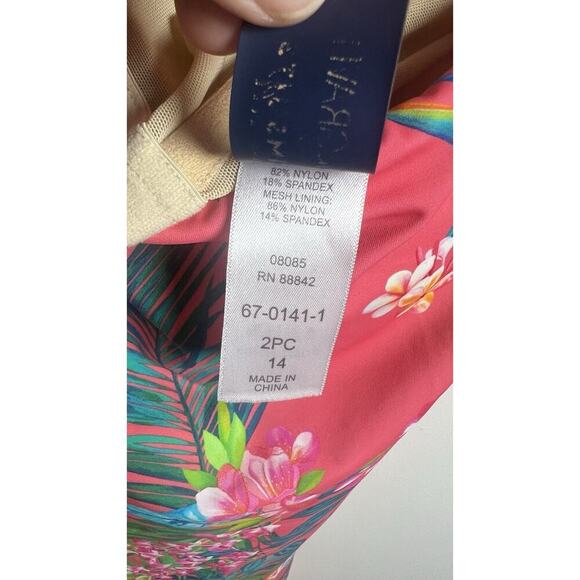 82% NYLON
18% SPANDEX
MESH LINING:
86% NYLON
14% SPANDEX
08085
RN 88842
67-0141-1
2PC
14
MADE IN
CHINA